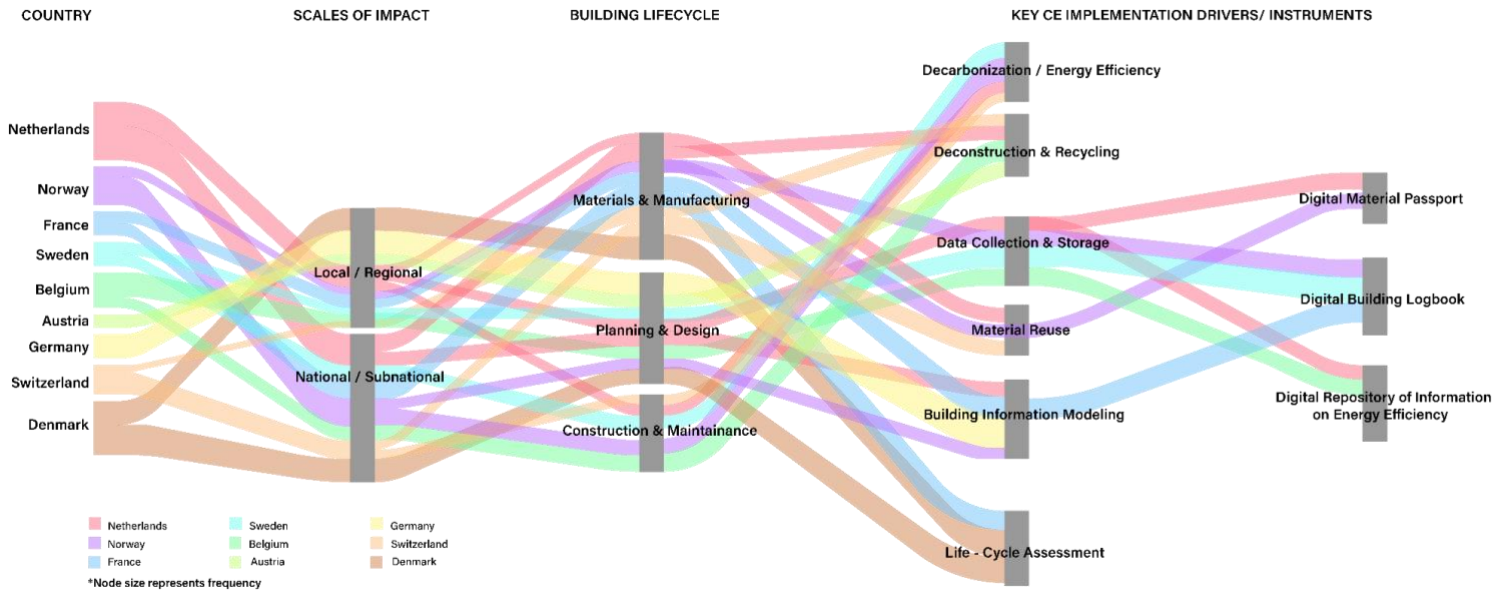 COUNTRY
SCALES OF IMPACT
BUILDING LIFECYCLE
KEY CE IMPLEMENTATION DRIVERS/ INSTRUMENTS
Netherlands
Norway
France
Sweden
Belgium
Austria
Germany
Switzerland
Denmark
Local / Regional
National / Subnational
Materials & Manufacturing
Planning & Design
Construction & Maintainance
Decarbonization / Energy Efficiency
Deconstruction & Recycling
Data Collection & Storage
Material Reuse
Building Information Modeling
Life - Cycle Assessment
Digital Material Passport
Digital Building Logbook
Digital Repository of Information
on Energy Efficiency
Netherlands
Norway
France
Sweden
Belgium
Austria
Germany
Switzerland
Denmark
*Node size represents frequency